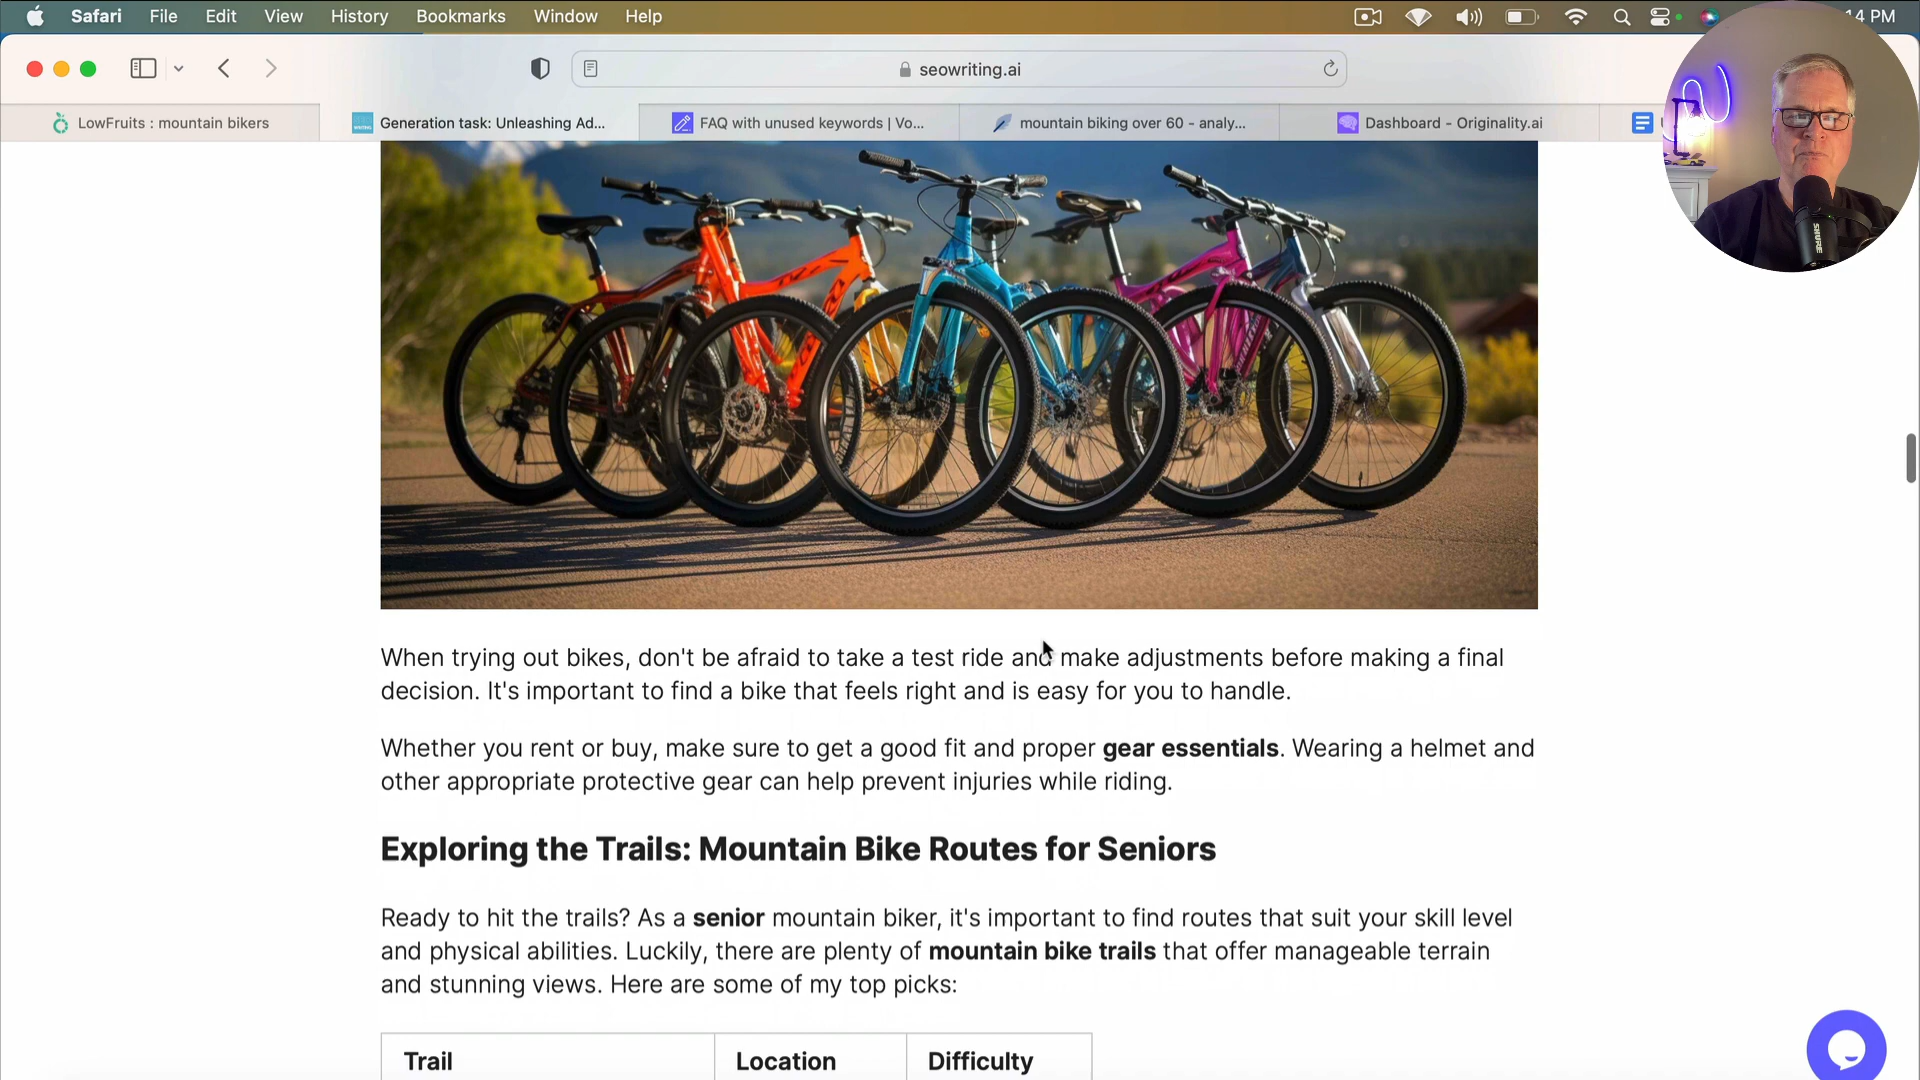 Safari File Edit View History Bookmarks Window Help
14 PM
seowriting.ai
LowFruits : mountain bikers
Generation task: Unleashing Ad...
FAQ with unused keywords | Vo...
mountain biking over 60 - analy...
Dashboard - Originality.ai
SHURE
When trying out bikes, don't be afraid to take a test ride and make adjustments before making a final
decision. It's important to find a bike that feels right and is easy for you to handle.
Whether you rent or buy, make sure to get a good fit and proper gear essentials. Wearing a helmet and
other appropriate protective gear can help prevent injuries while riding.
Exploring the Trails: Mountain Bike Routes for Seniors
Ready to hit the trails? As a senior mountain biker, it's important to find routes that suit your skill level
and physical abilities. Luckily, there are plenty of mountain bike trails that offer manageable terrain
and stunning views. Here are some of my top picks:
Trail Location Difficulty